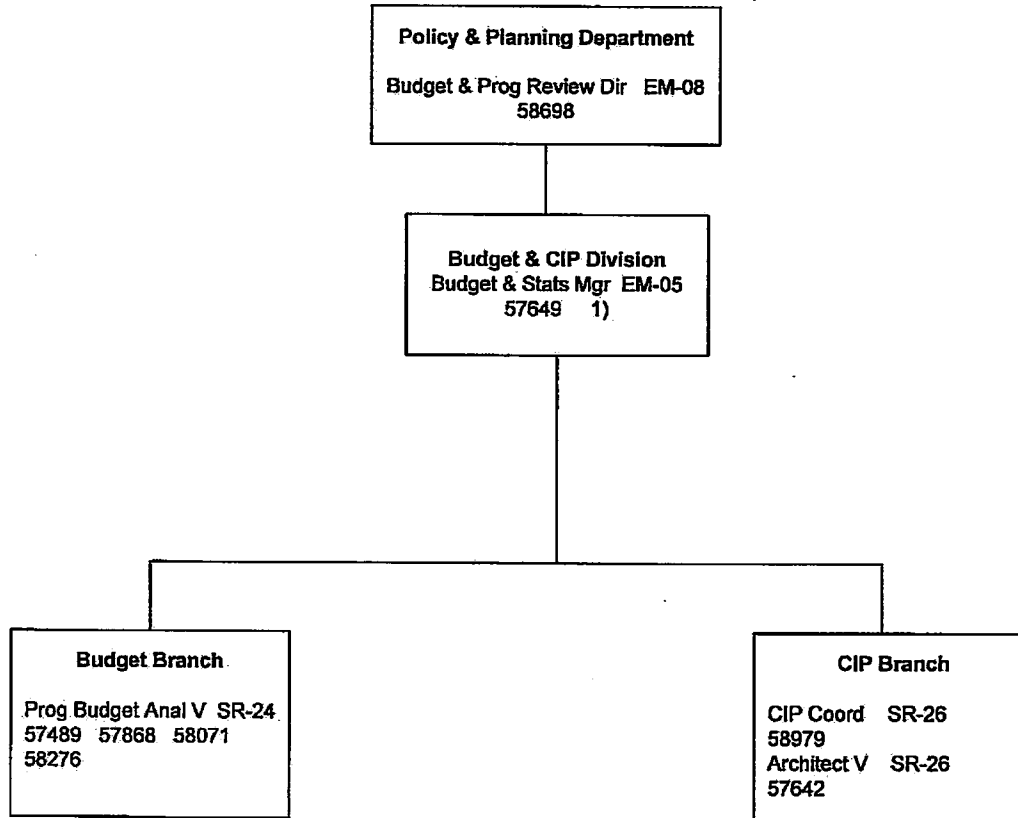 Policy & Planning Department
Budget & Prog Review Dir EM-08
58698
Budget & CIP Division
Budget & Stats Mgr EM-05
57649 1)
Budget Branch
Prog Budget Anal V SR-24
57489 57868 58071
58276
CIP Branch
CIP Coord SR-26
58979
Architect V SR-26
57642